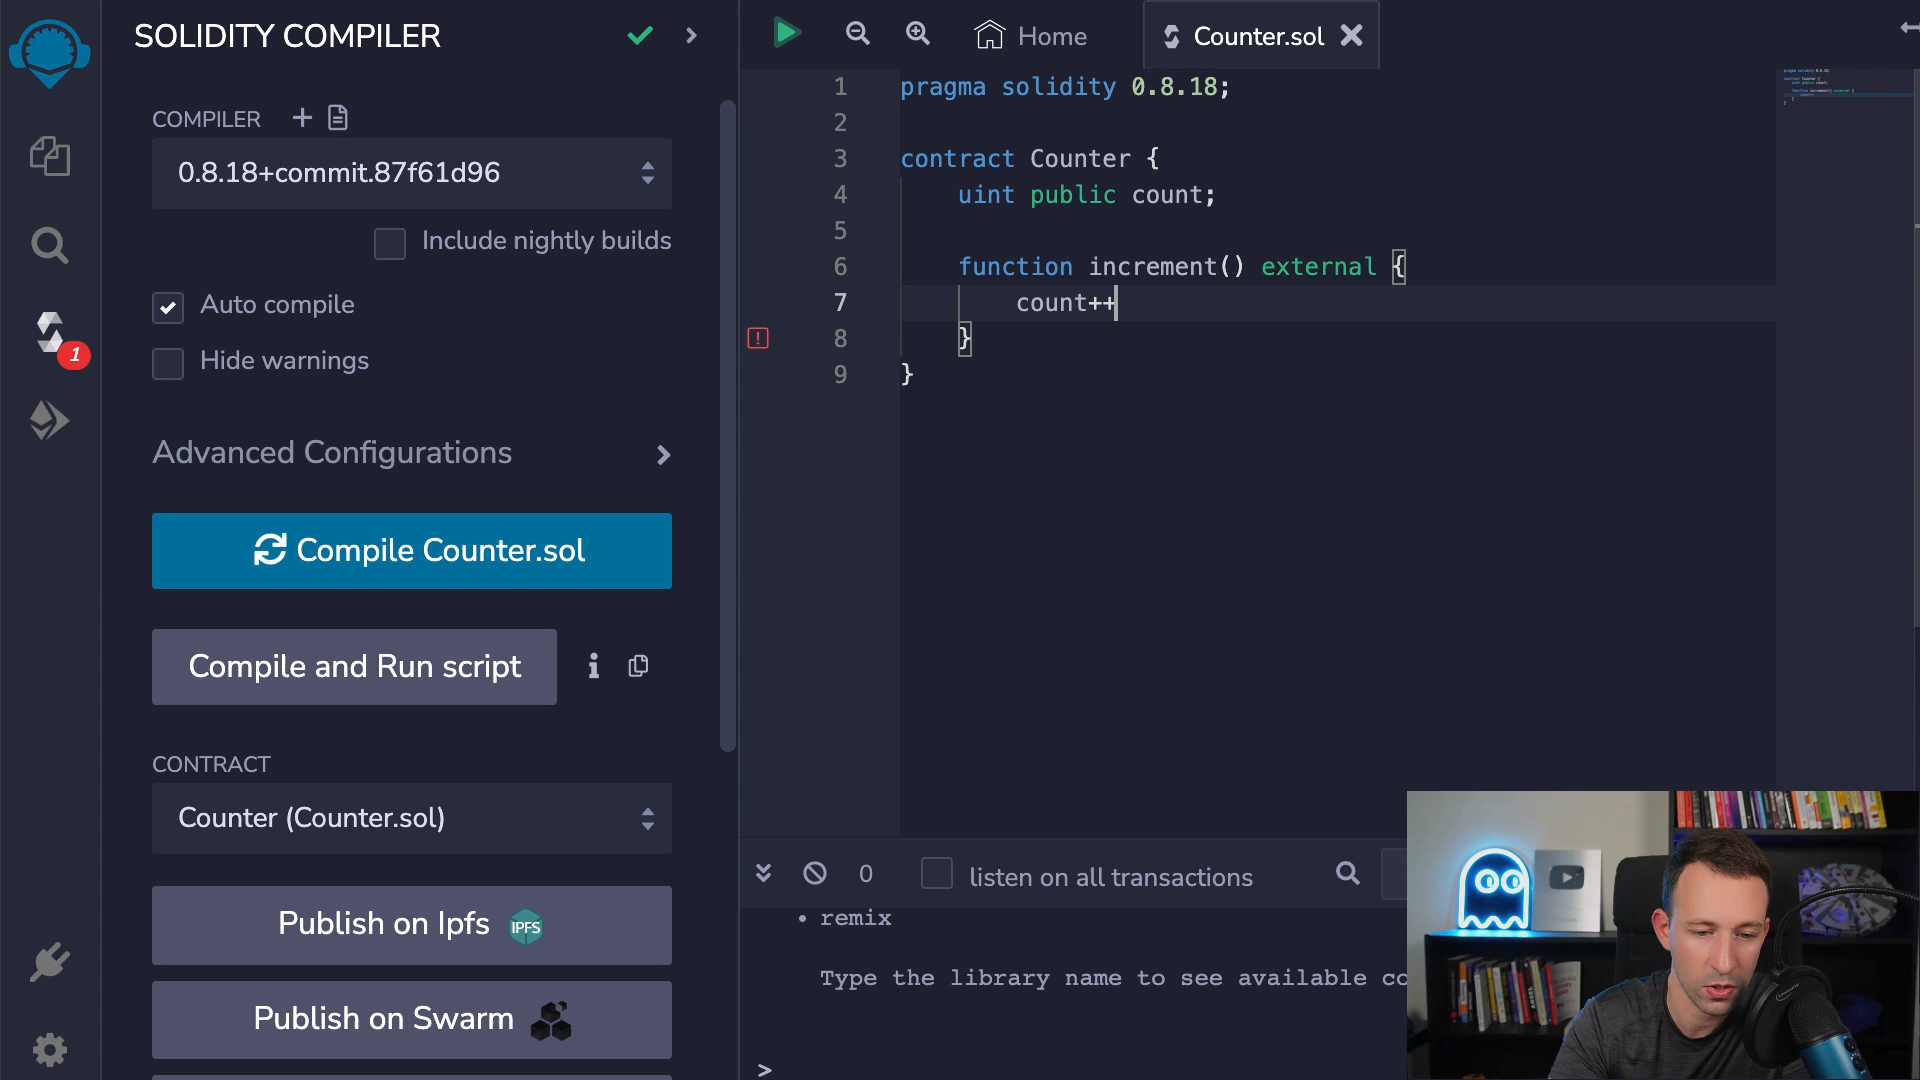 SOLIDITY COMPILER
COMPILER
0.8.18+commit.87f61d96
Include nightly builds
Auto compile
Hide warnings
1
Advanced Configurations
Compile Counter.sol
Compile and Run script
CONTRACT
Counter (Counter.sol)
Publish on Ipfs IPFS
Publish on Swarm
Home
Counter.sol
1 pragma solidity 0.8.18;
2
3 contract Counter {
4 uint public count;
5
6 function increment() external {
7 count++
8 }
9 }
0 listen on all transactions
• remix
Type the library name to see available co
>